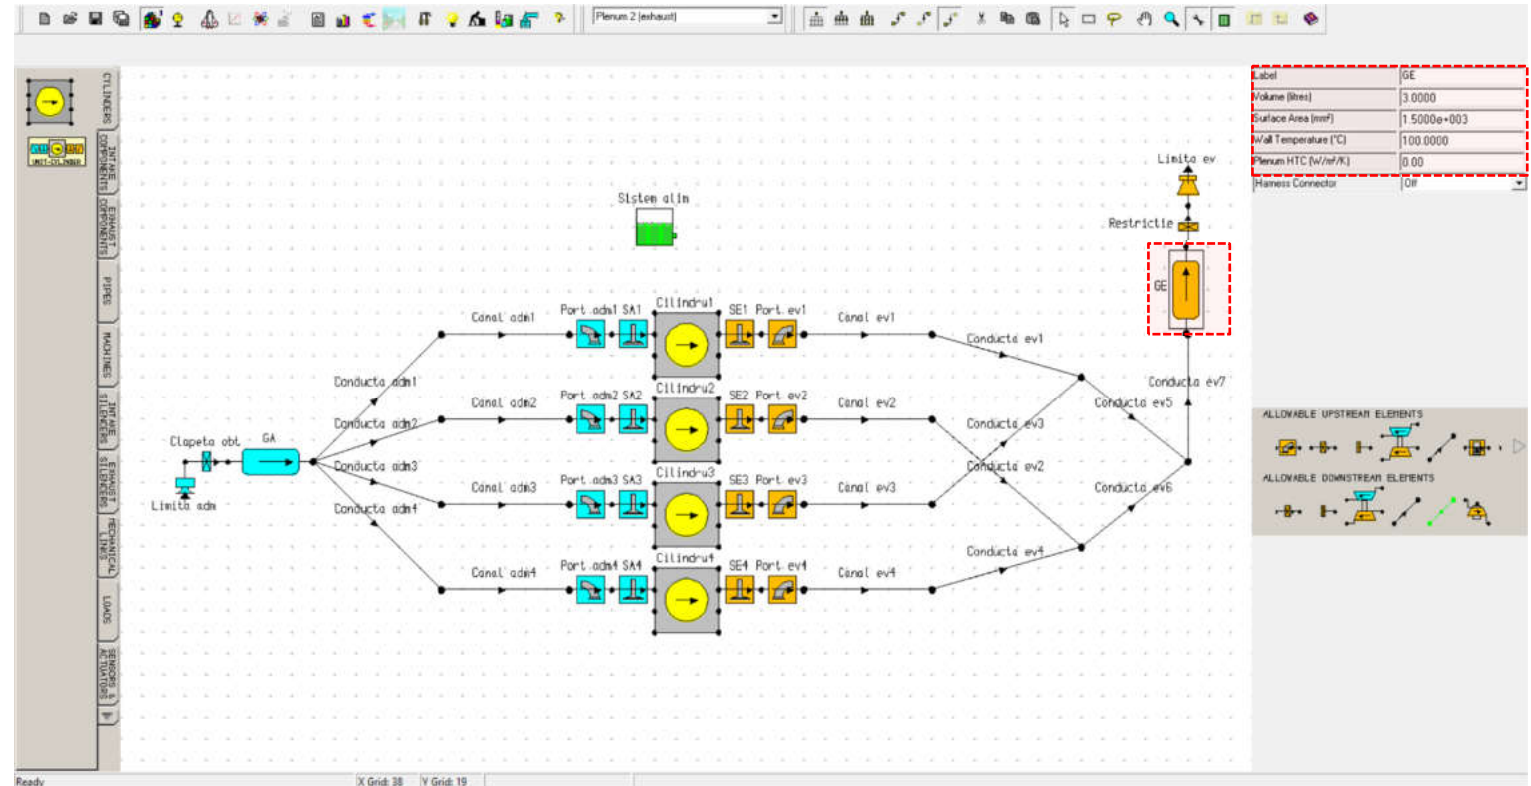 Plenum 2 (exhaust)
CYLINDERS
UNIT-CYLINDER
INTAKE COMPONENTS
EXHAUST COMPONENTS
PIPES
MACHINES
INTAKE SILENCERS
EXHAUST SILENCERS
MECHANICAL LINKS
LOADS
SENSORS & ACTUATORS
Label GE
Volume (litres) 3.0000
Surface Area (mm²) 1.5000e+003
Wall Temperature (°C) 100.0000
Plenum HTC (W/m²/K) 0.00
Harness Connector Off
Limita ev
Sistem alim
Restrictie
GE
Canal adm1 Port adm1 SA1 Cilindru1 SE1 Port ev1 Canal ev1
Conducta ev1
Conducta adm1
Conducta ev7
Canal adm2 Port adm2 SA2 Cilindru2 SE2 Port ev2 Canal ev2
Conducta ev5
Conducta adm2
Conducta ev3
Clapeta obt GA
Conducta adm3
Conducta ev2
Canal adm3 Port adm3 SA3 Cilindru3 SE3 Port ev3 Canal ev3
Conducta ev6
Limita adm
Conducta adm4
Conducta ev4
Canal adm4 Port adm4 SA4 Cilindru4 SE4 Port ev4 Canal ev4
ALLOWABLE UPSTREAM ELEMENTS
ALLOWABLE DOWNSTREAM ELEMENTS
Ready X Grid: 38 Y Grid: 19